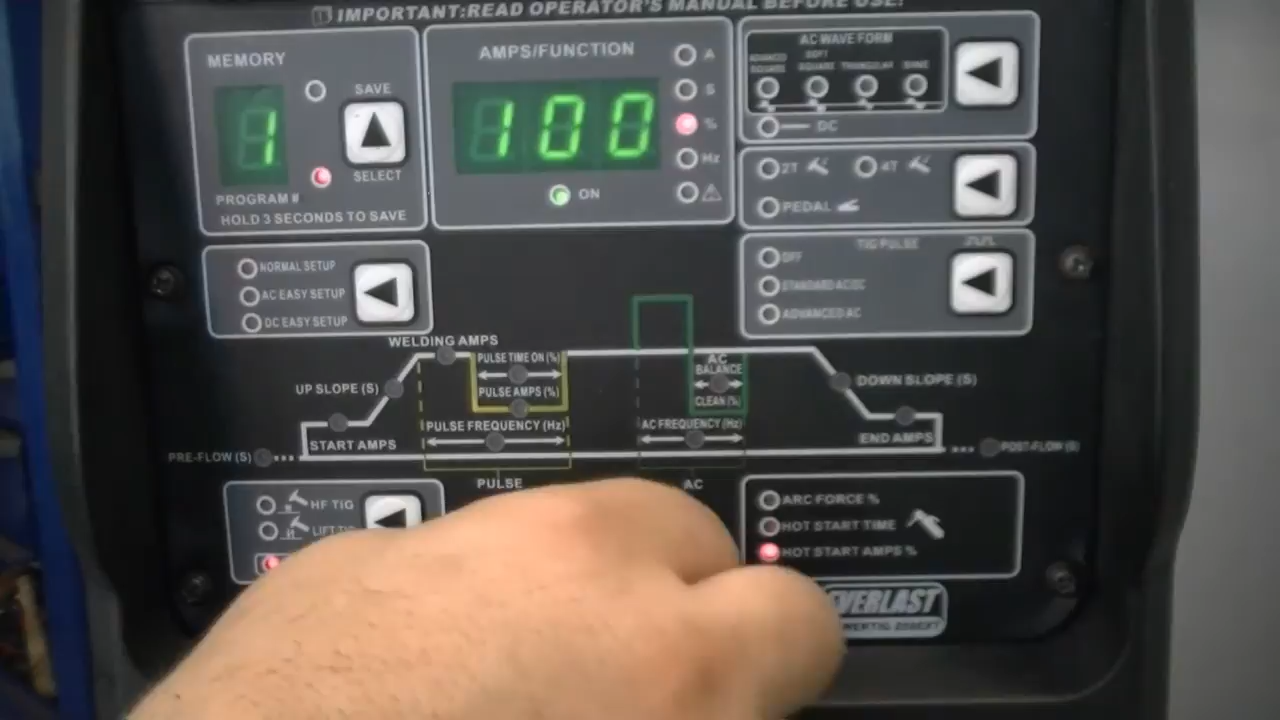 IMPORTANT:READ OPERATOR'S MANUAL BEFORE USE!
MEMORY
1
SAVE
SELECT
PROGRAM #
HOLD 3 SECONDS TO SAVE
AMPS/FUNCTION
100
ON
A
S
%
Hz
AC WAVE FORM
ADVANCED SQUARE
SOFT SQUARE
TRIANGULAR
SINE
DC
2T
4T
PEDAL
TIG PULSE
OFF
STANDARD AC/DC
ADVANCED AC
NORMAL SETUP
AC EASY SETUP
DC EASY SETUP
WELDING AMPS
UP SLOPE (S)
START AMPS
PRE-FLOW (S)
PULSE TIME ON (%)
PULSE AMPS (%)
PULSE FREQUENCY (Hz)
PULSE
AC
BALANCE
CLEAN (%)
AC FREQUENCY (Hz)
AC
DOWN SLOPE (S)
END AMPS
POST-FLOW (S)
HF TIG
LIFT TIG
ARC FORCE %
HOT START TIME
HOT START AMPS %
EVERLAST